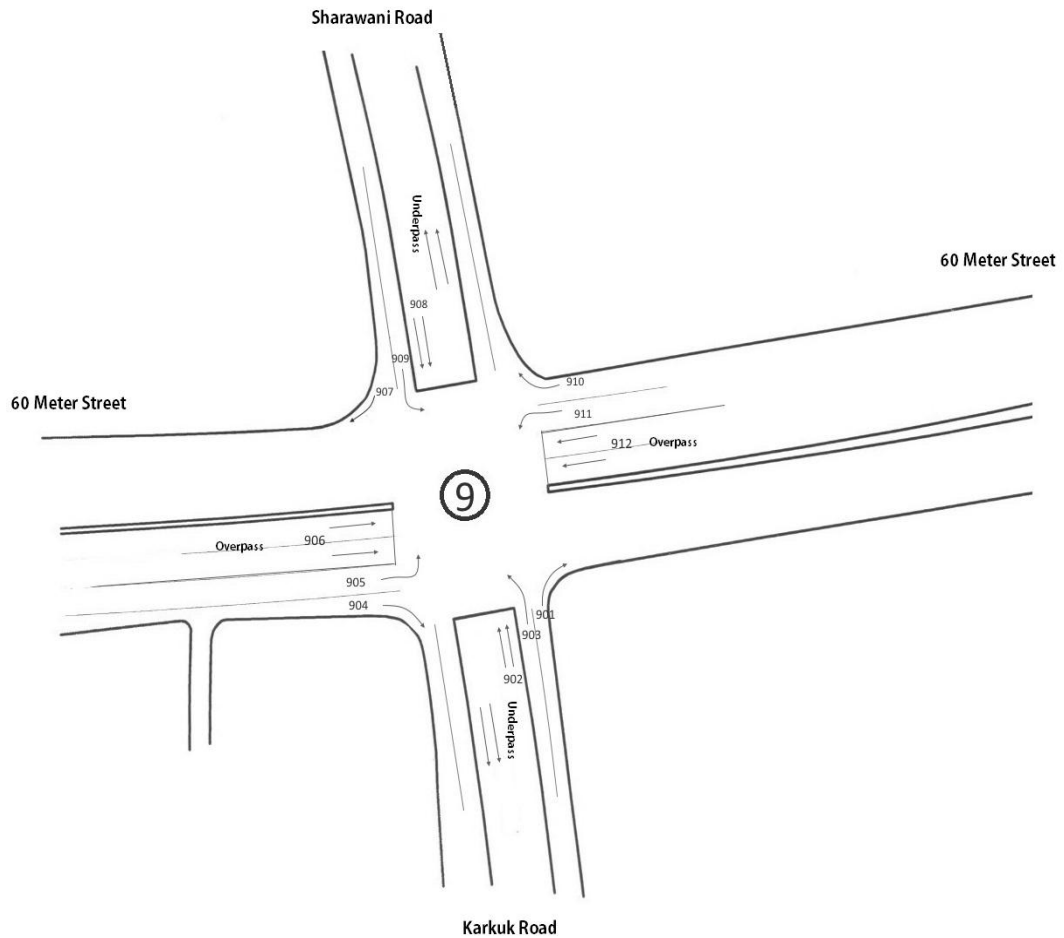 Sharawani Road
Underpass
60 Meter Street
908
909
907
910
60 Meter Street
911
912
Overpass
9
906
Overpass
905
904
901
903
902
Underpass
Karkuk Road